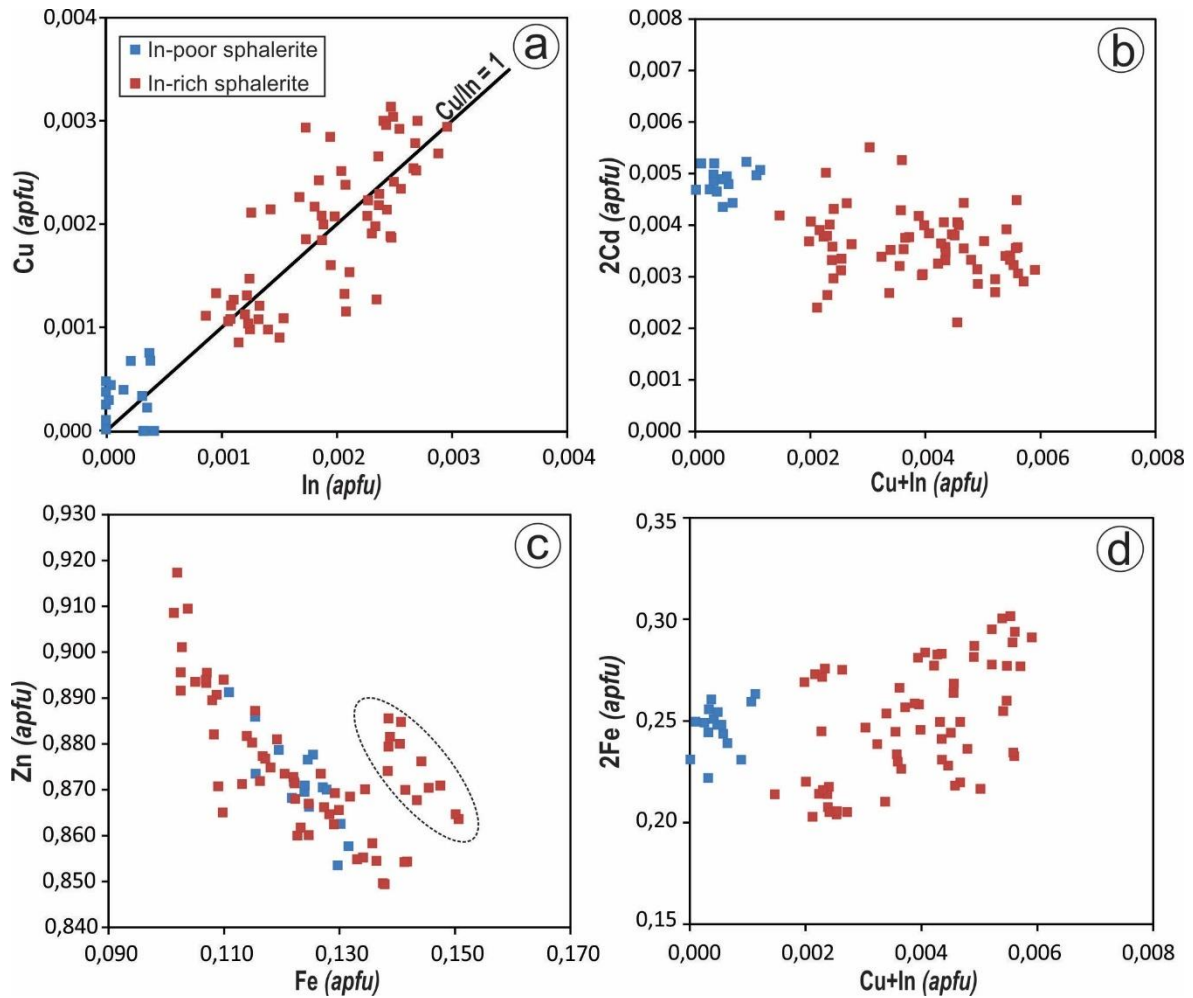 0,004
0,003
0,002
0,001
0,000
Cu (apfu)
In-poor sphalerite
In-rich sphalerite
Cu/In = 1
a
0,000 0,001 0,002 0,003 0,004
In (apfu)
0,008
0,007
0,006
0,005
0,004
0,003
0,002
0,001
0,000
2Cd (apfu)
b
0,000 0,002 0,004 0,006 0,008
Cu+In (apfu)
0,930
0,920
0,910
0,900
0,890
0,880
0,870
0,860
0,850
0,840
Zn (apfu)
c
0,090 0,110 0,130 0,150 0,170
Fe (apfu)
0,35
0,30
0,25
0,20
0,15
2Fe (apfu)
d
0,000 0,002 0,004 0,006 0,008
Cu+In (apfu)